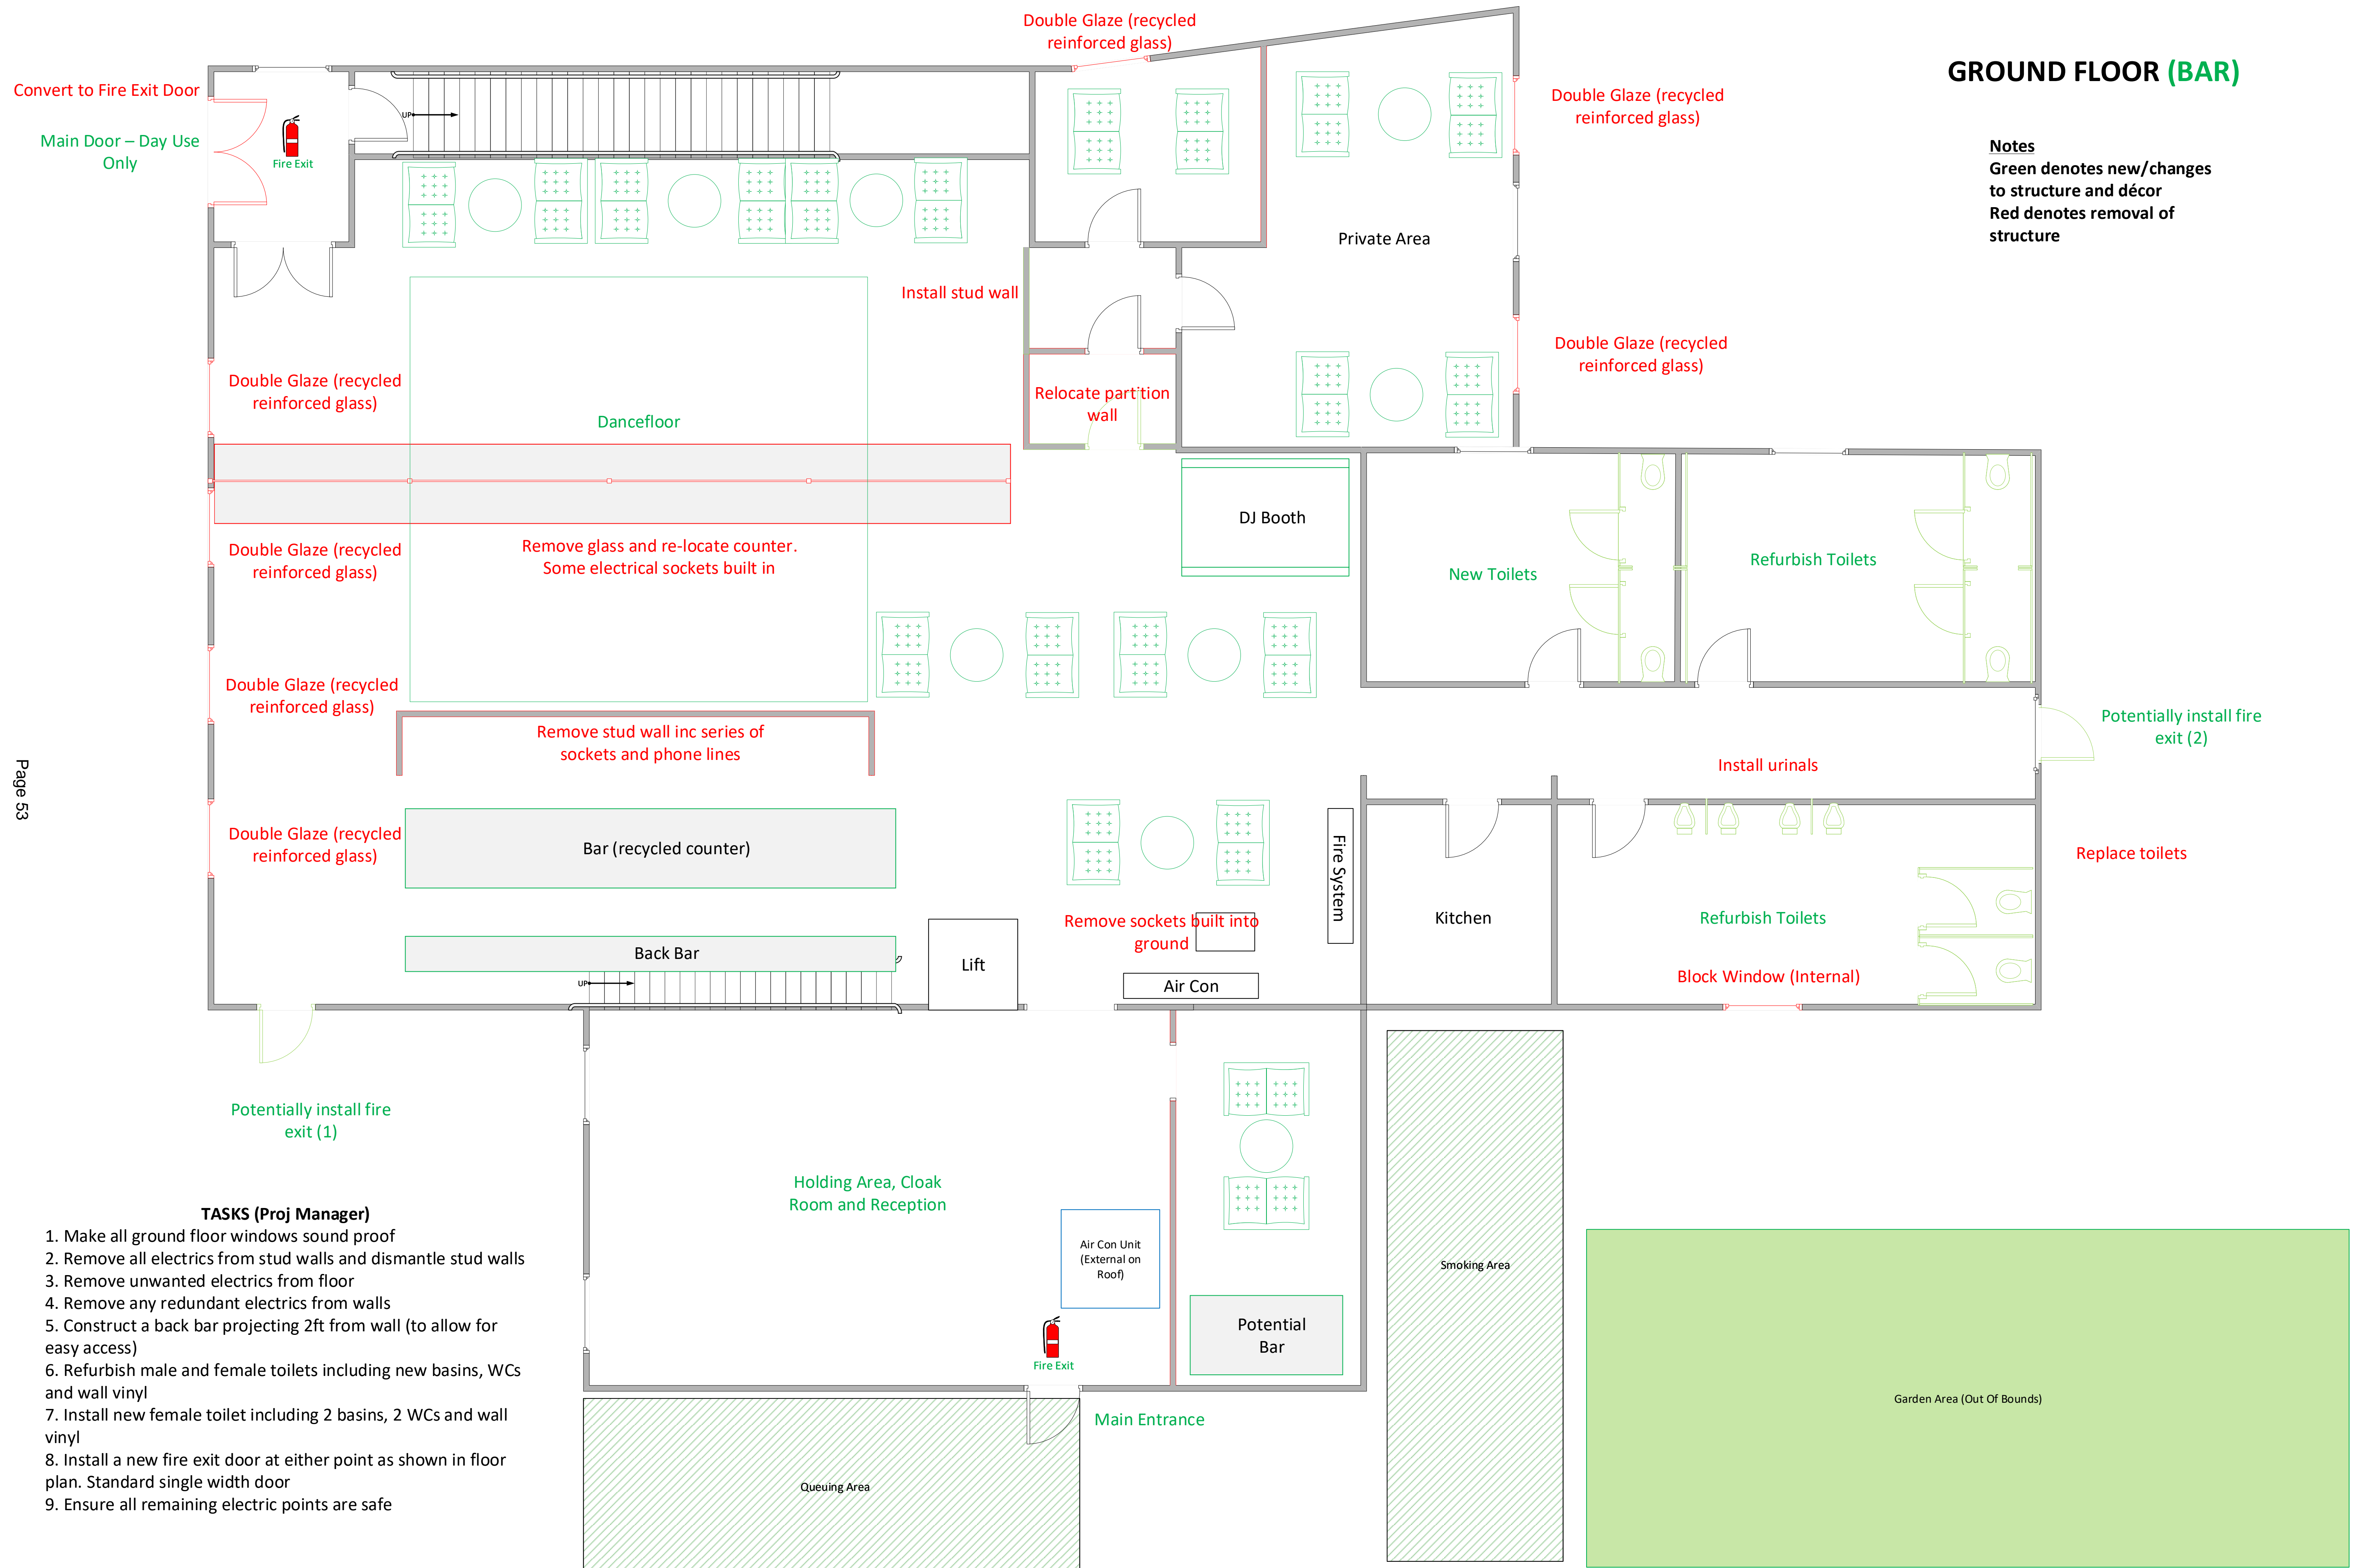 Double Glaze (recycled
reinforced glass)
GROUND FLOOR (BAR)
Convert to Fire Exit Door
Main Door – Day Use
Only
Fire Exit
UP
Double Glaze (recycled
reinforced glass)
Notes
Green denotes new/changes
to structure and décor
Red denotes removal of
structure
Private Area
Install stud wall
Double Glaze (recycled
reinforced glass)
Double Glaze (recycled
reinforced glass)
Relocate partition
wall
Dancefloor
DJ Booth
Double Glaze (recycled
reinforced glass)
Remove glass and re-locate counter.
Some electrical sockets built in
New Toilets
Refurbish Toilets
Double Glaze (recycled
reinforced glass)
Remove stud wall inc series of
sockets and phone lines
Potentially install fire
exit (2)
Install urinals
Page 53
Double Glaze (recycled
reinforced glass)
Bar (recycled counter)
Fire System
Replace toilets
Remove sockets built into
ground
Kitchen
Refurbish Toilets
Back Bar
Lift
Air Con
Block Window (Internal)
UP
Potentially install fire
exit (1)
Holding Area, Cloak
Room and Reception
Air Con Unit
(External on
Roof)
Smoking Area
Potential
Bar
Fire Exit
Main Entrance
Garden Area (Out Of Bounds)
Queuing Area
TASKS (Proj Manager)
1. Make all ground floor windows sound proof
2. Remove all electrics from stud walls and dismantle stud walls
3. Remove unwanted electrics from floor
4. Remove any redundant electrics from walls
5. Construct a back bar projecting 2ft from wall (to allow for
easy access)
6. Refurbish male and female toilets including new basins, WCs
and wall vinyl
7. Install new female toilet including 2 basins, 2 WCs and wall
vinyl
8. Install a new fire exit door at either point as shown in floor
plan. Standard single width door
9. Ensure all remaining electric points are safe